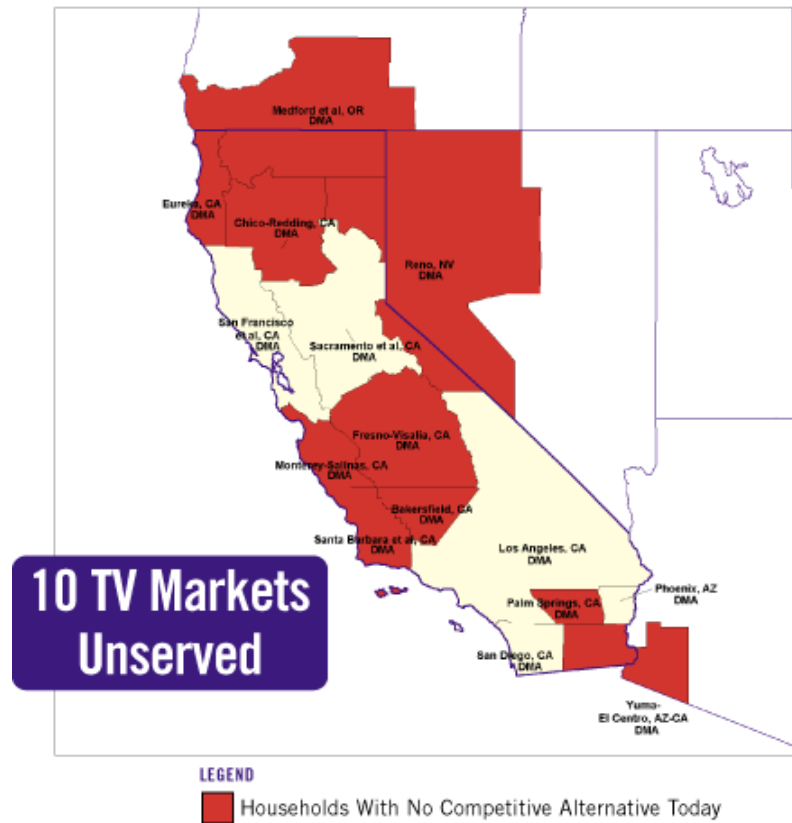 Medford et al, OR
DMA
Eureka, CA
DMA
Chico-Redding, CA
DMA
Reno, NV
DMA
San Francisco
et al, CA
DMA
Sacramento et al, CA
DMA
Fresno-Visalia, CA
DMA
Monterey-Salinas, CA
DMA
Bakersfield, CA
DMA
Santa Barbara et al, CA
DMA
Los Angeles, CA
DMA
Phoenix, AZ
DMA
Palm Springs, CA
DMA
San Diego, CA
DMA
Yuma-
El Centro, AZ-CA
DMA
10 TV Markets
Unserved
LEGEND
Households With No Competitive Alternative Today